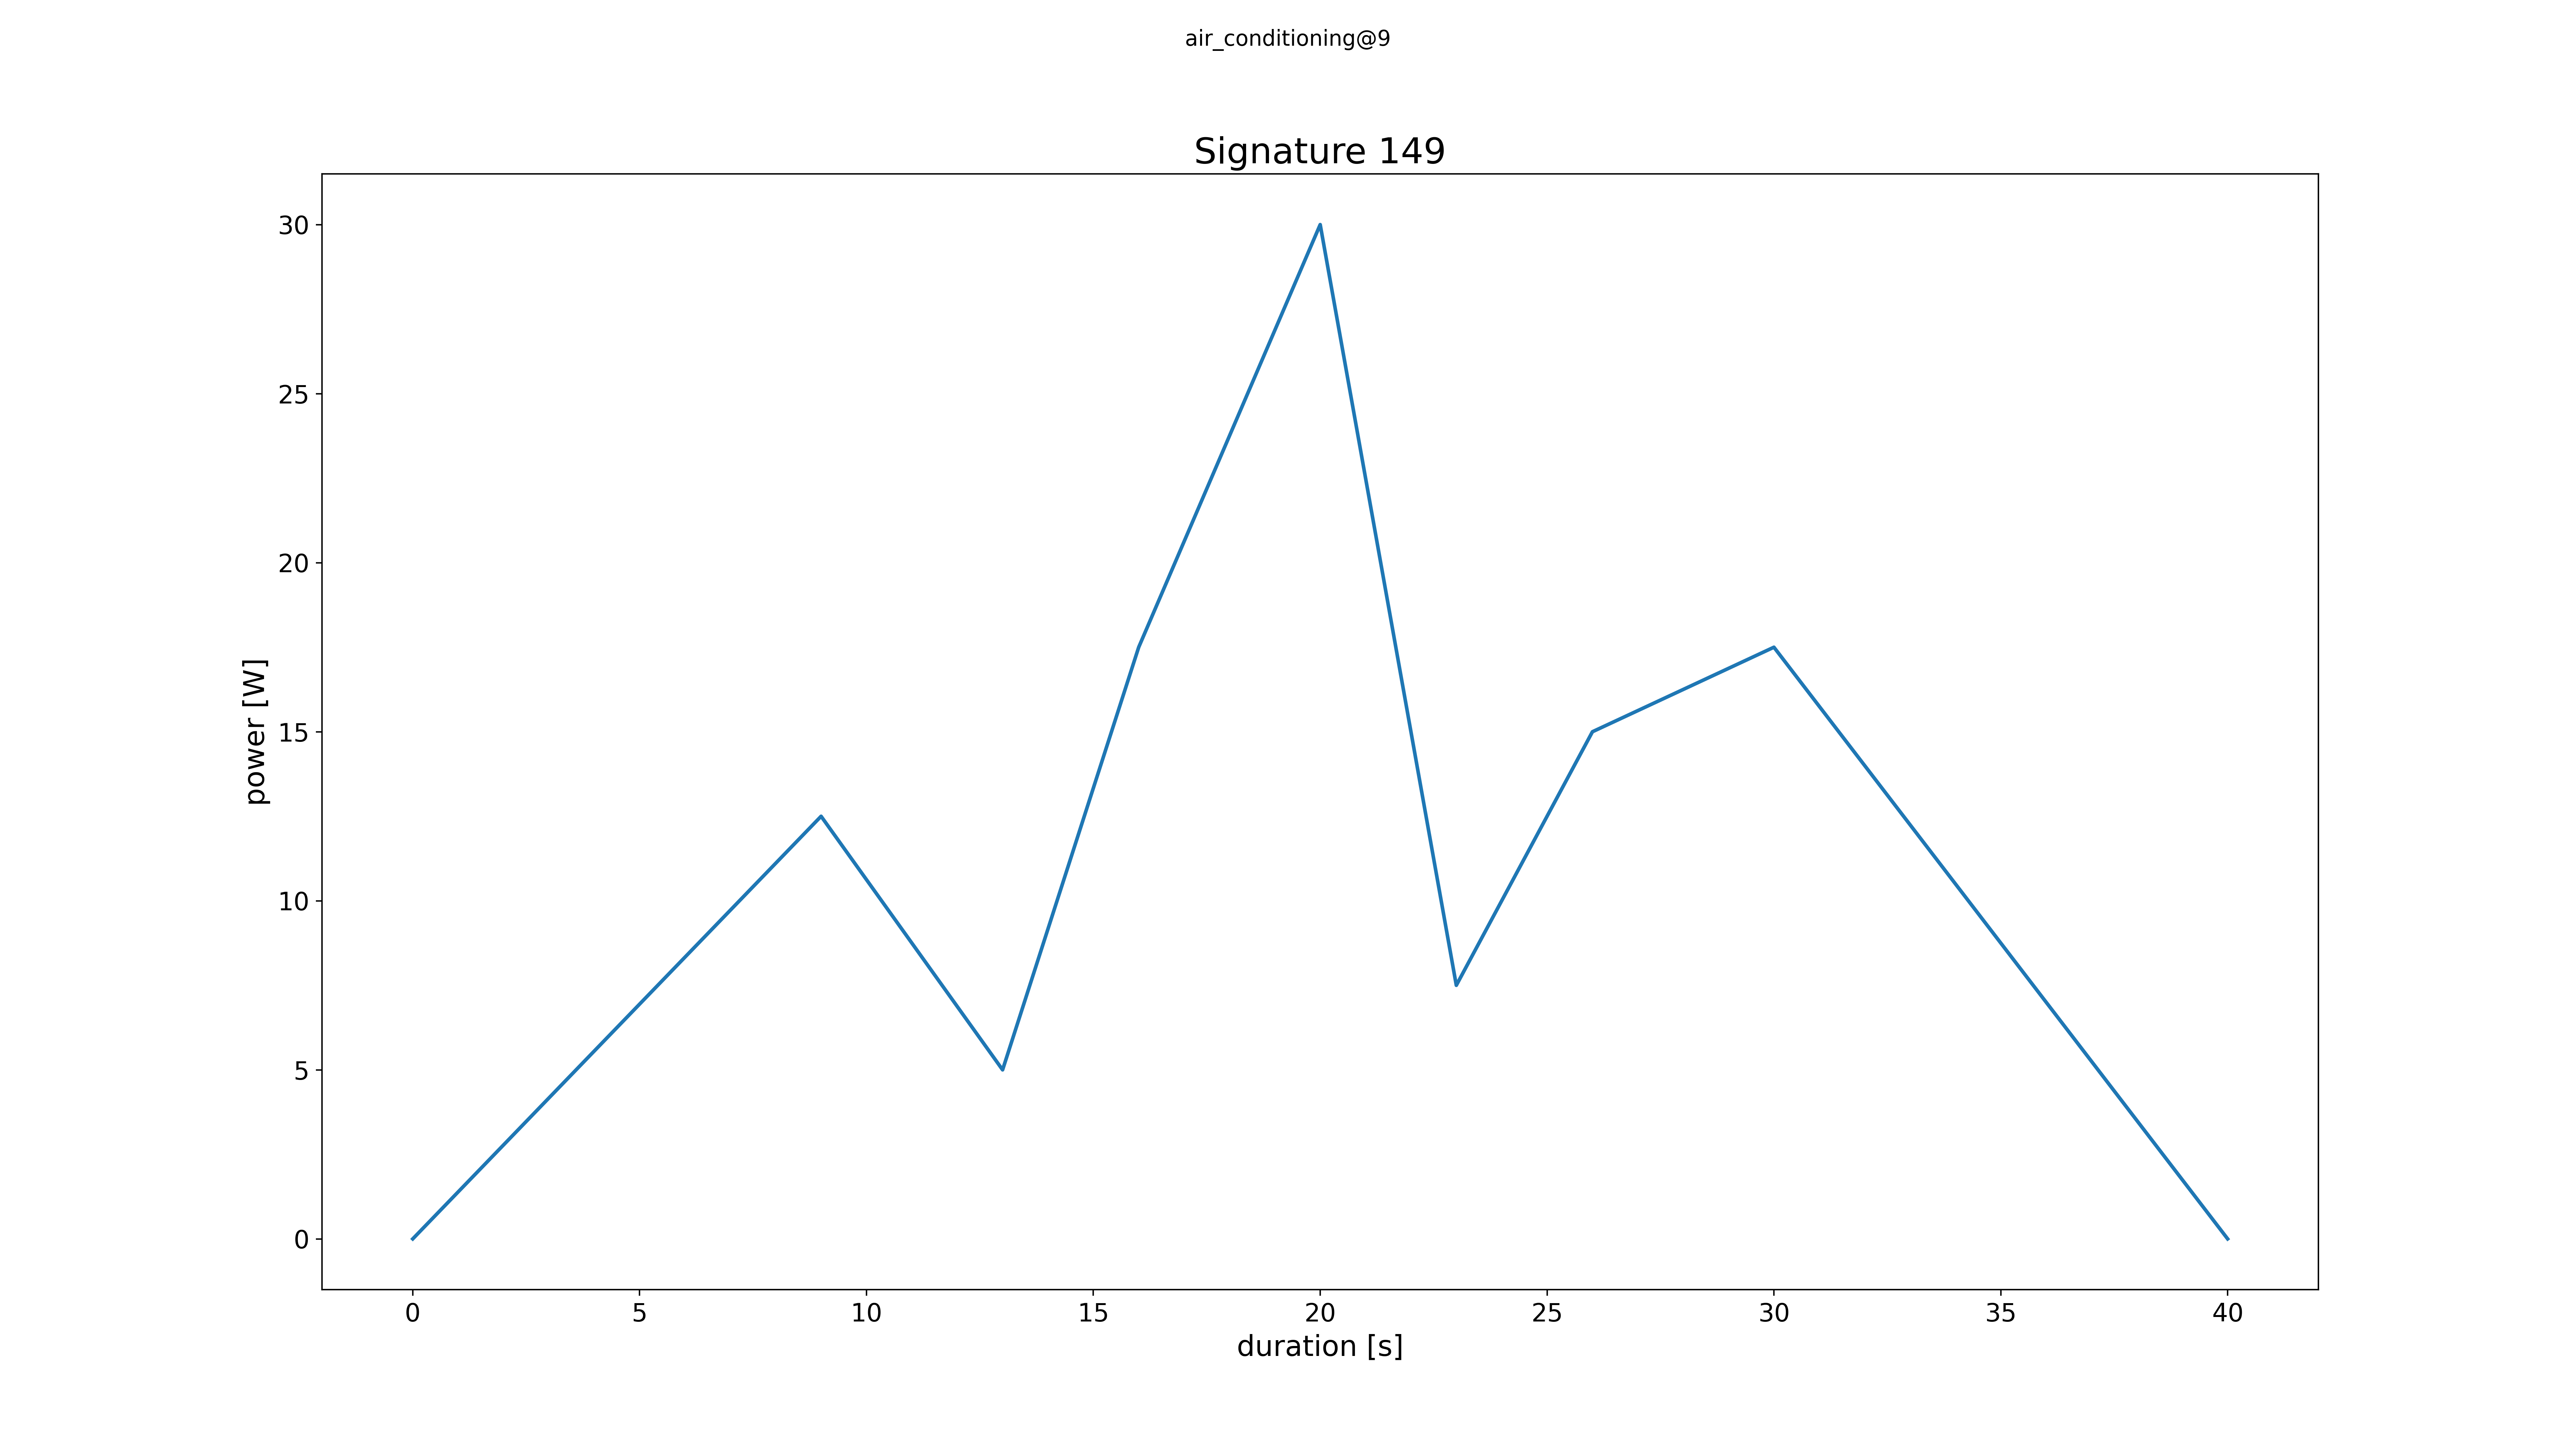 air_conditioning@9
Signature 149
30
25
20
15
10
5
0
power [W]
0 5 10 15 20 25 30 35 40
duration [s]